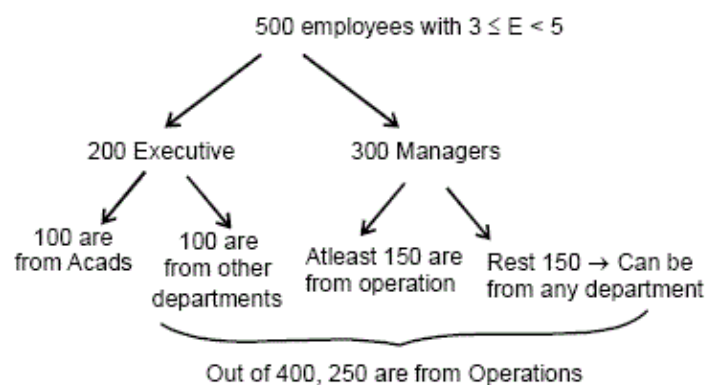 500 employees with 3 ≤ E < 5
200 Executive
300 Managers
100 are
from Acads
100 are
from other
departments
Atleast 150 are
from operation
Rest 150 → Can be
from any department
Out of 400, 250 are from Operations